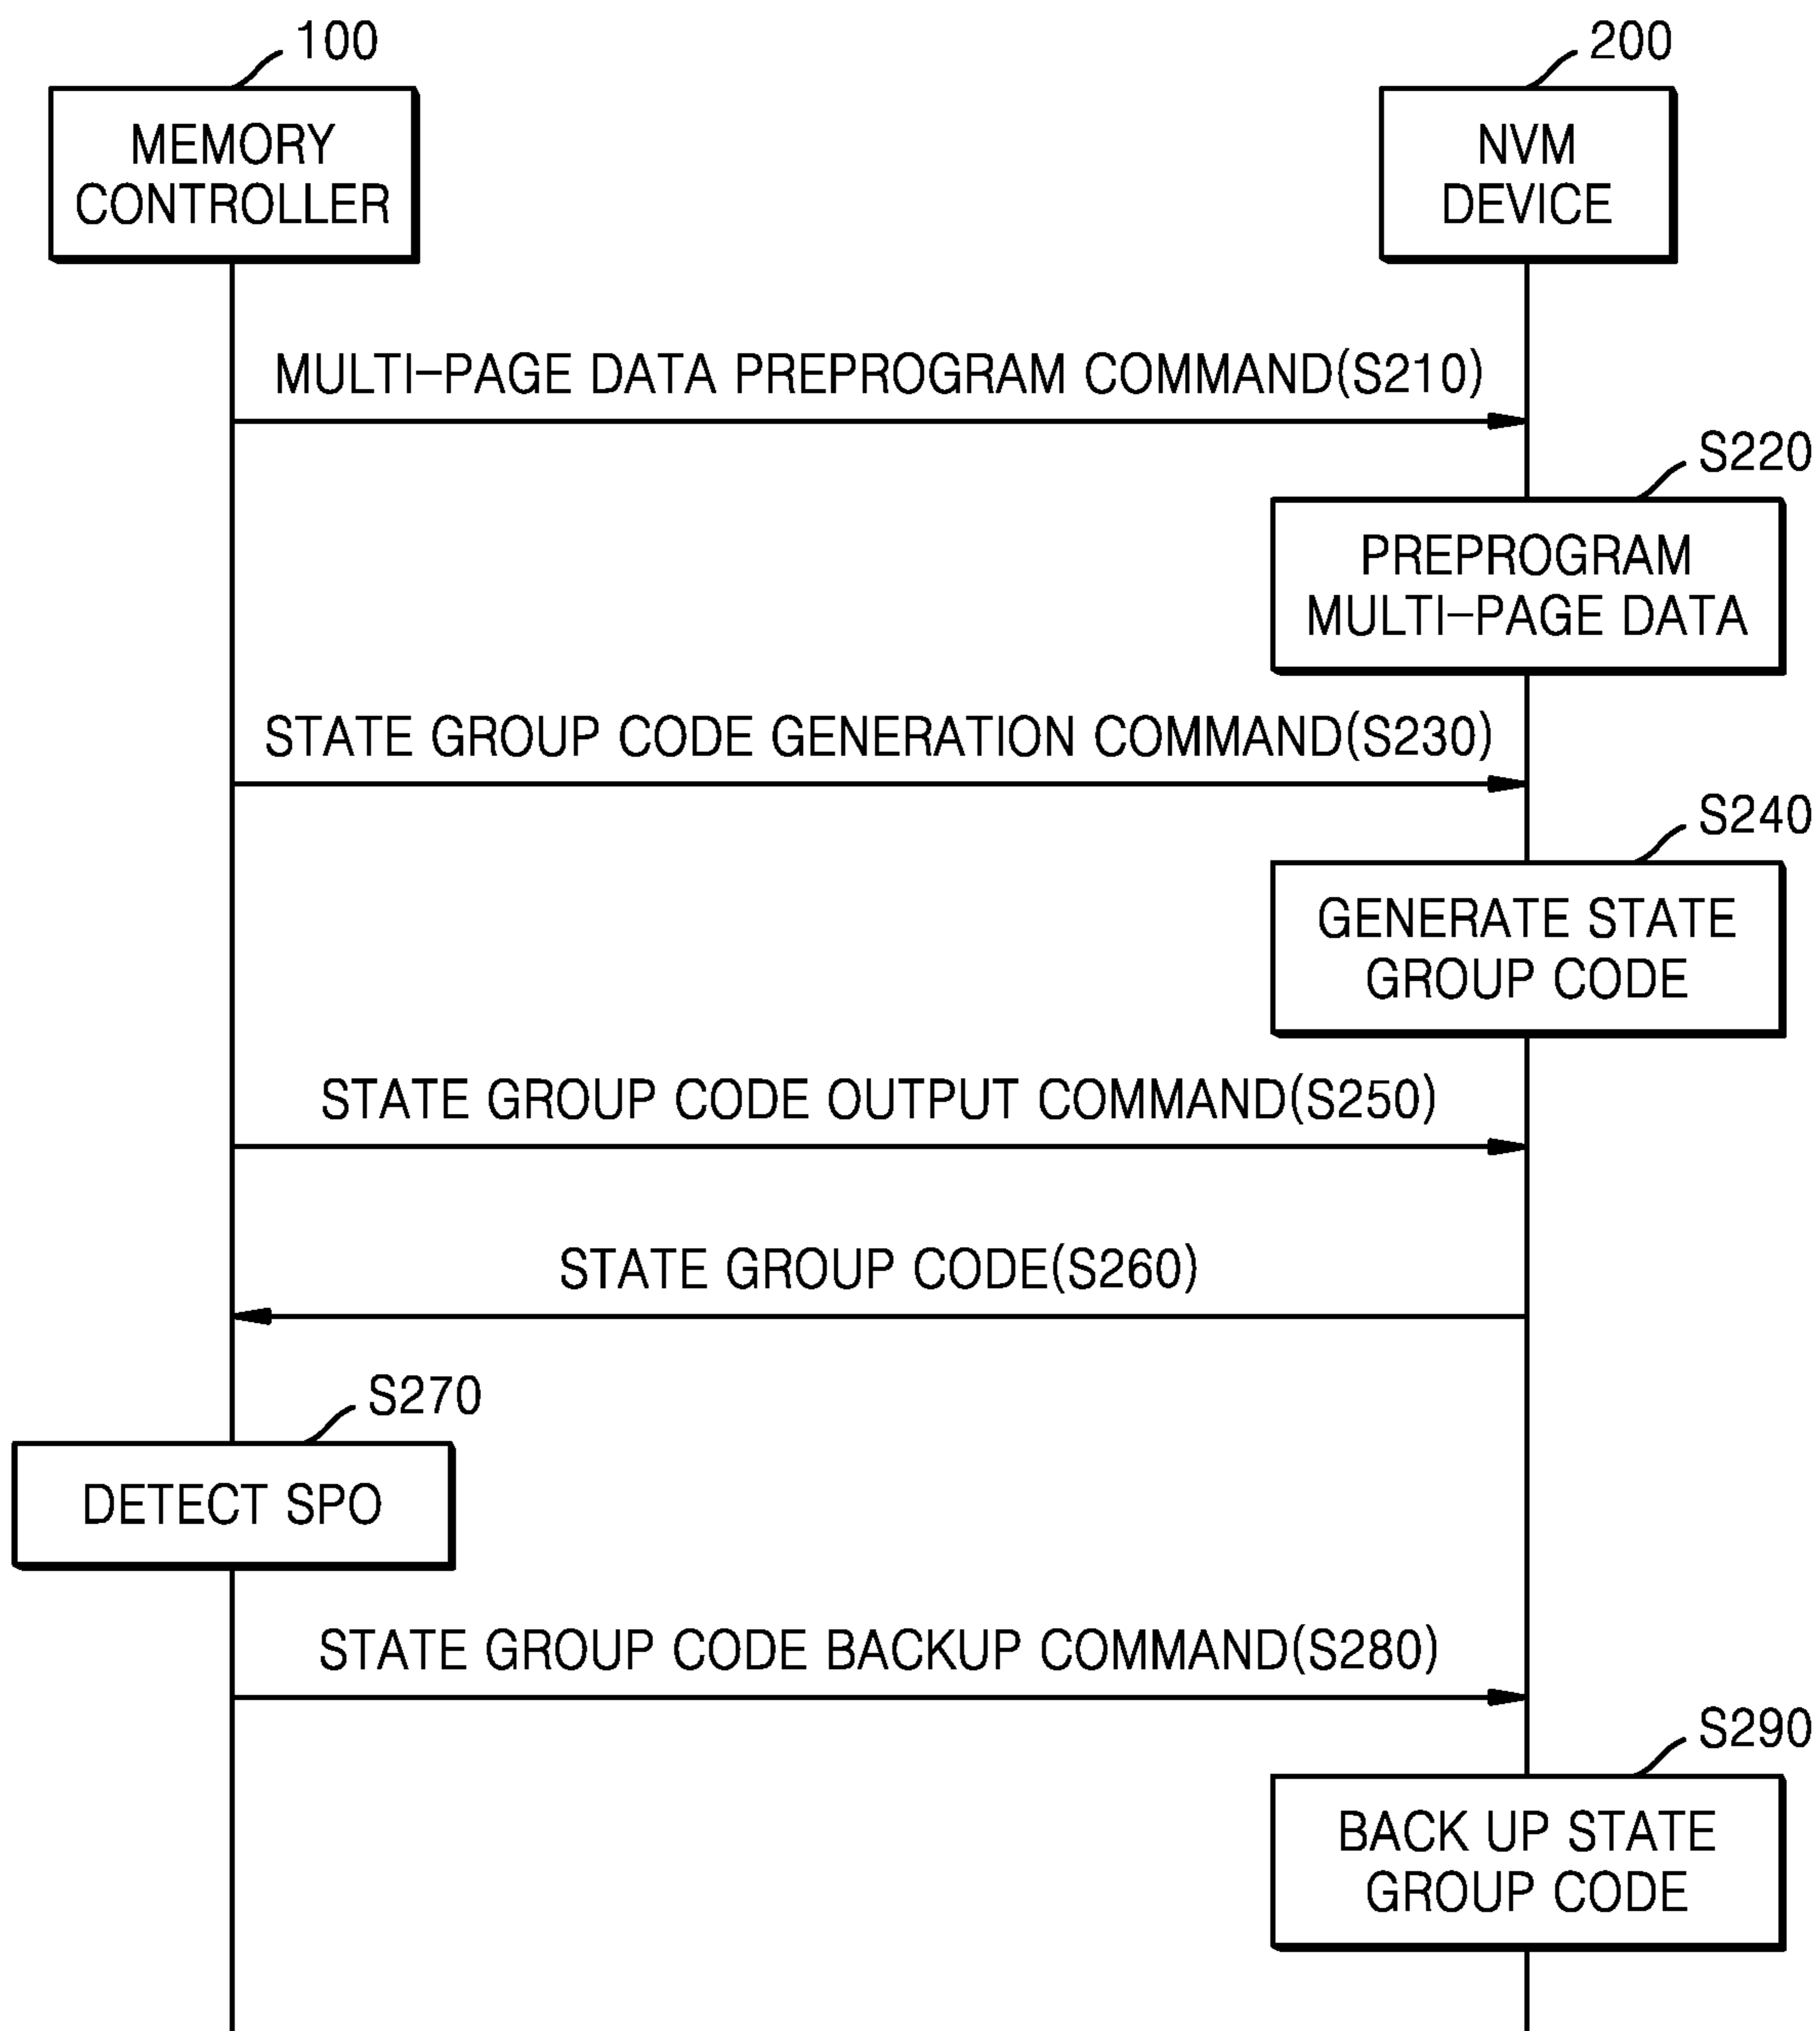 100
200
MEMORY
CONTROLLER
NVM
DEVICE
MULTI-PAGE DATA PREPROGRAM COMMAND(S210)
S220
PREPROGRAM
MULTI-PAGE DATA
STATE GROUP CODE GENERATION COMMAND(S230)
S240
GENERATE STATE
GROUP CODE
STATE GROUP CODE OUTPUT COMMAND(S250)
STATE GROUP CODE(S260)
S270
DETECT SPO
STATE GROUP CODE BACKUP COMMAND(S280)
S290
BACK UP STATE
GROUP CODE